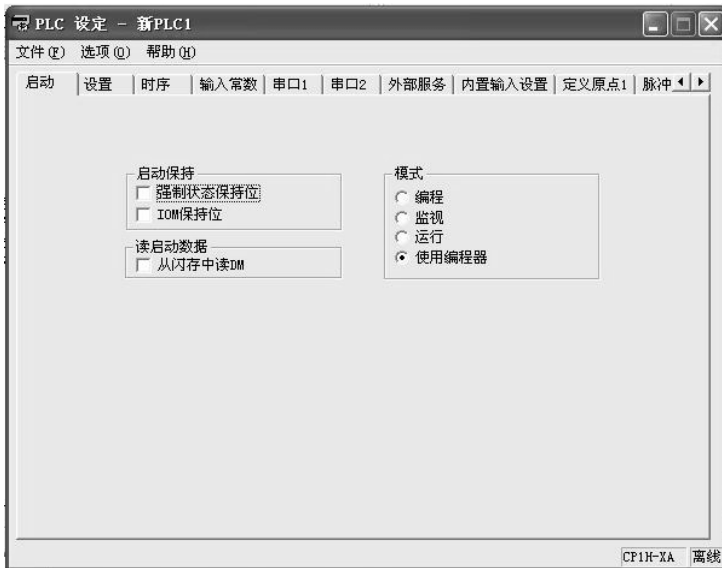 PLC 设定 - 新PLC1
文件(F) 选项(O) 帮助(H)
启动 设置 时序 输入常数 串口1 串口2 外部服务 内置输入设置 定义原点1 脉冲
启动保持
强制状态保持位
IOM保持位
读启动数据
从闪存中读DM
模式
编程
监视
运行
使用编程器
CP1H-XA 离线